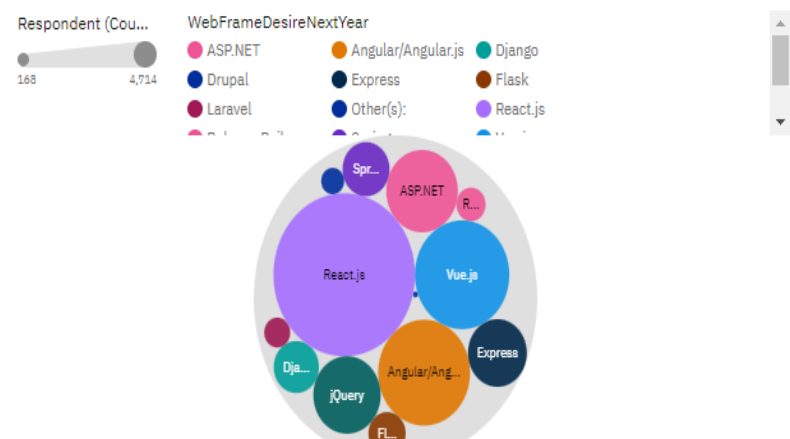 Respondent (Cou...
168
4,714
WebFrameDesireNextYear
ASP.NET
Angular/Angular.js
Django
Drupal
Express
Flask
Laravel
Other(s):
React.js
Spr...
ASP.NET
R...
React.js
Vue.js
Express
Dja...
Angular/Ang...
jQuery
Fl...